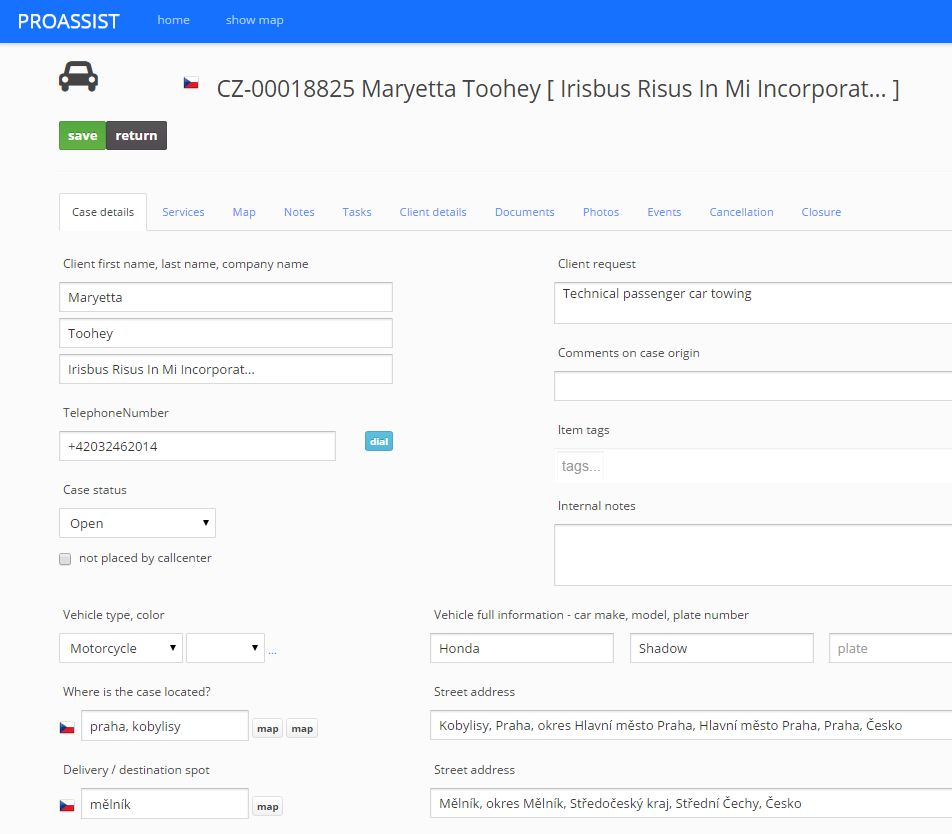 PROASSIST home show map
CZ-00018825 Maryetta Toohey [ Irisbus Risus In Mi Incorporat... ]
save return
Case details Services Map Notes Tasks Client details Documents Photos Events Cancellation Closure
Client first name, last name, company name
Maryetta
Toohey
Irisbus Risus In Mi Incorporat...
TelephoneNumber
+42032462014 dial
Case status
Open
not placed by callcenter
Client request
Technical passenger car towing
Comments on case origin
Item tags
tags...
Internal notes
Vehicle type, color
Motorcycle ...
Vehicle full information - car make, model, plate number
Honda Shadow plate
Where is the case located?
praha, kobylisy map map
Street address
Kobylisy, Praha, okres Hlavní město Praha, Hlavní město Praha, Praha, Česko
Delivery / destination spot
mělník map
Street address
Mělník, okres Mělník, Středočeský kraj, Střední Čechy, Česko